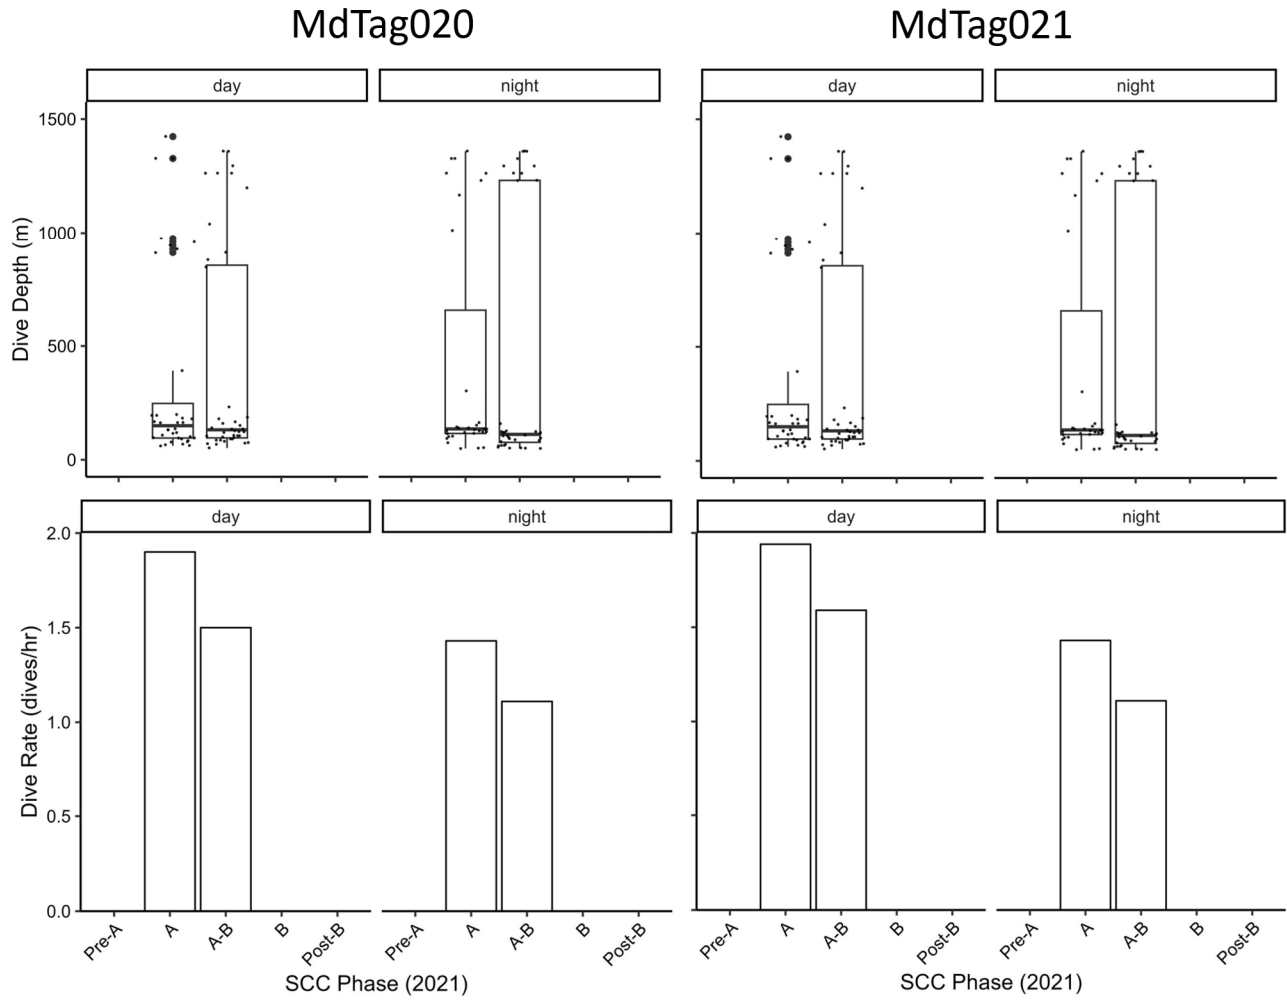 MdTag020 MdTag021
day night day night
1500
1000
500
0
Dive Depth (m)
day night day night
2.0
1.5
1.0
0.5
0.0
Dive Rate (dives/hr)
Pre-A A A-B B Post-B Pre-A A A-B B Post-B Pre-A A A-B B Post-B Pre-A A A-B B Post-B
SCC Phase (2021) SCC Phase (2021)